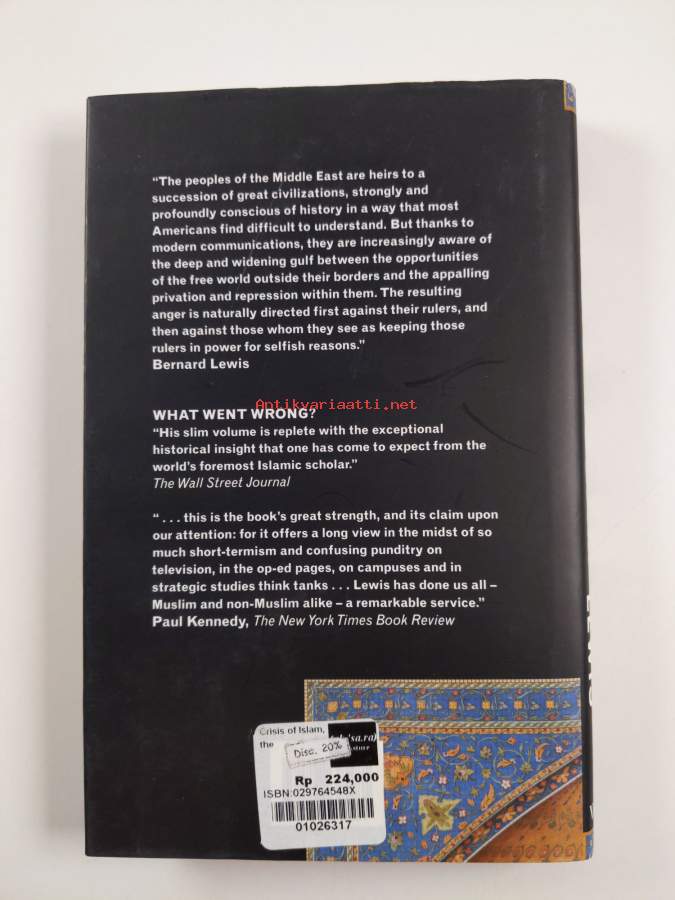 “The peoples of the Middle East are heirs to a
succession of great civilizations, strongly and
profoundly conscious of history in a way that most
Americans find difficult to understand. But thanks to
modern communications, they are increasingly aware of
the deep and widening gulf between the opportunities
of the free world outside their borders and the appalling
privation and repression within them. The resulting
anger is naturally directed first against their rulers, and
then against those whom they see as keeping those
rulers in power for selfish reasons.”
Bernard Lewis
Antikvariaatti.net
WHAT WENT WRONG?
“His slim volume is replete with the exceptional
historical insight that one has come to expect from the
world’s foremost Islamic scholar.”
The Wall Street Journal
“ . . . this is the book’s great strength, and its claim upon
our attention: for it offers a long view in the midst of so
much short-termism and confusing punditry on
television, in the op-ed pages, on campuses and in
strategic studies think tanks . . . Lewis has done us all –
Muslim and non-Muslim alike – a remarkable service.”
Paul Kennedy, The New York Times Book Review
Crisis of Islam,
the
Disc. 20%
Rp 224,000
ISBN:029764548X
01026317